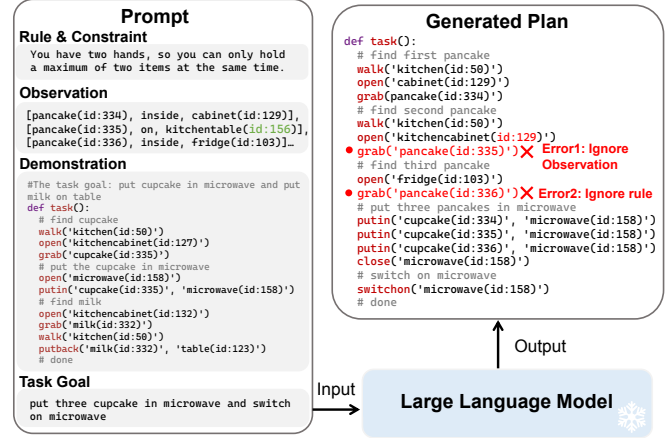 Prompt
Rule & Constraint
You have two hands, so you can only hold
a maximum of two items at the same time.
Observation
[pancake(id:334), inside, cabinet(id:129)],
[pancake(id:335), on, kitchentable(id:156)],
[pancake(id:336), inside, fridge(id:103)]…
Demonstration
#The task goal: put cupcake in microwave and put
milk on table
def task():
# find cupcake
walk('kitchen(id:50)')
open('kitchencabinet(id:127)')
grab('cupcake(id:335)')
# put the cupcake in microwave
open('microwave(id:158)')
putin('cupcake(id:335)', 'microwave(id:158)')
# find milk
open('kitchencabinet(id:132)')
grab('milk(id:332)')
walk('kitchen(id:50)')
putback('milk(id:332)', 'table(id:123)')
# done
Task Goal
put three cupcake in microwave and switch
on microwave
Input
Large Language Model
Output
Generated Plan
def task():
# find first pancake
walk('kitchen(id:50)')
open('cabinet(id:129)')
grab(pancake(id:334)')
# find second pancake
walk('kitchen(id:50)')
open('kitchencabinet(id:129)')
grab('pancake(id:335)') Error1: Ignore
Observation
# find third pancake
open('fridge(id:103)')
grab('pancake(id:336)') Error2: Ignore rule
# put three pancakes in microwave
putin('cupcake(id:334)', 'microwave(id:158)')
putin('cupcake(id:335)', 'microwave(id:158)')
putin('cupcake(id:336)', 'microwave(id:158)')
close('microwave(id:158)')
# switch on microwave
switchon('microwave(id:158)')
# done